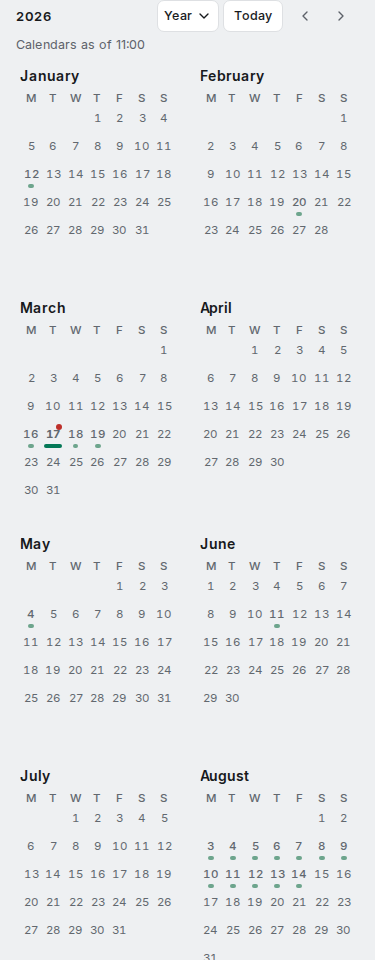 2026 Year Today
Calendars as of 11:00
January February
M T W T F S S M T W T F S S
1 2 3 4 1
5 6 7 8 9 10 11 2 3 4 5 6 7 8
12 13 14 15 16 17 18 9 10 11 12 13 14 15
19 20 21 22 23 24 25 16 17 18 19 20 21 22
26 27 28 29 30 31 23 24 25 26 27 28
March April
M T W T F S S M T W T F S S
1 1 2 3 4 5
2 3 4 5 6 7 8 6 7 8 9 10 11 12
9 10 11 12 13 14 15 13 14 15 16 17 18 19
16 17 18 19 20 21 22 20 21 22 23 24 25 26
23 24 25 26 27 28 29 27 28 29 30
30 31
May June
M T W T F S S M T W T F S S
1 2 3 1 2 3 4 5 6 7
4 5 6 7 8 9 10 8 9 10 11 12 13 14
11 12 13 14 15 16 17 15 16 17 18 19 20 21
18 19 20 21 22 23 24 22 23 24 25 26 27 28
25 26 27 28 29 30 31 29 30
July August
M T W T F S S M T W T F S S
1 2 3 4 5 1 2
6 7 8 9 10 11 12 3 4 5 6 7 8 9
13 14 15 16 17 18 19 10 11 12 13 14 15 16
20 21 22 23 24 25 26 17 18 19 20 21 22 23
27 28 29 30 31 24 25 26 27 28 29 30
31